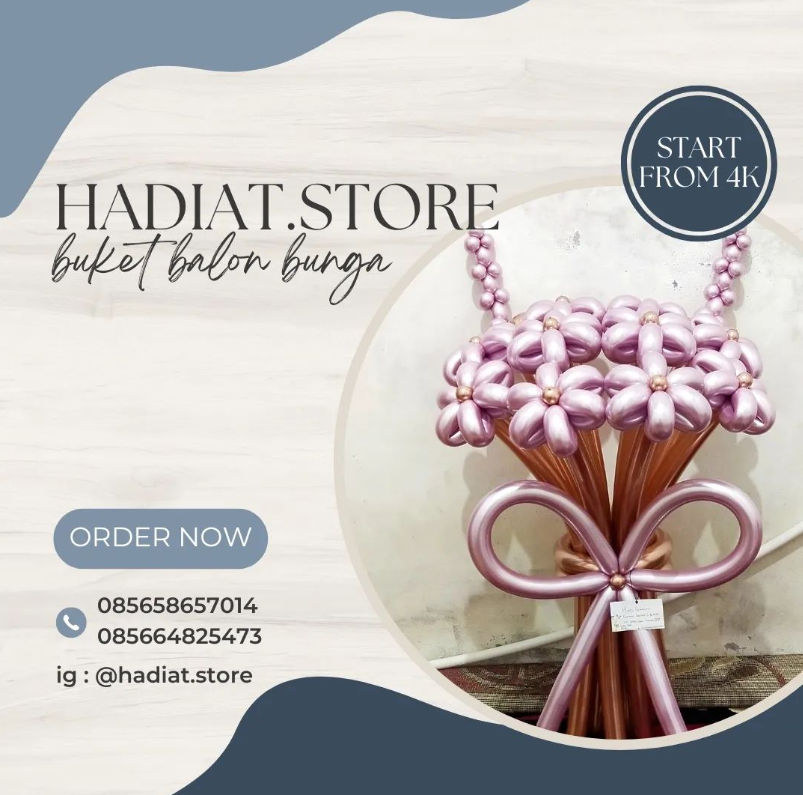 START
FROM 4K
HADIAT.STORE
buket balon bunga
ORDER NOW
085658657014
085664825473
ig : @hadiat.store